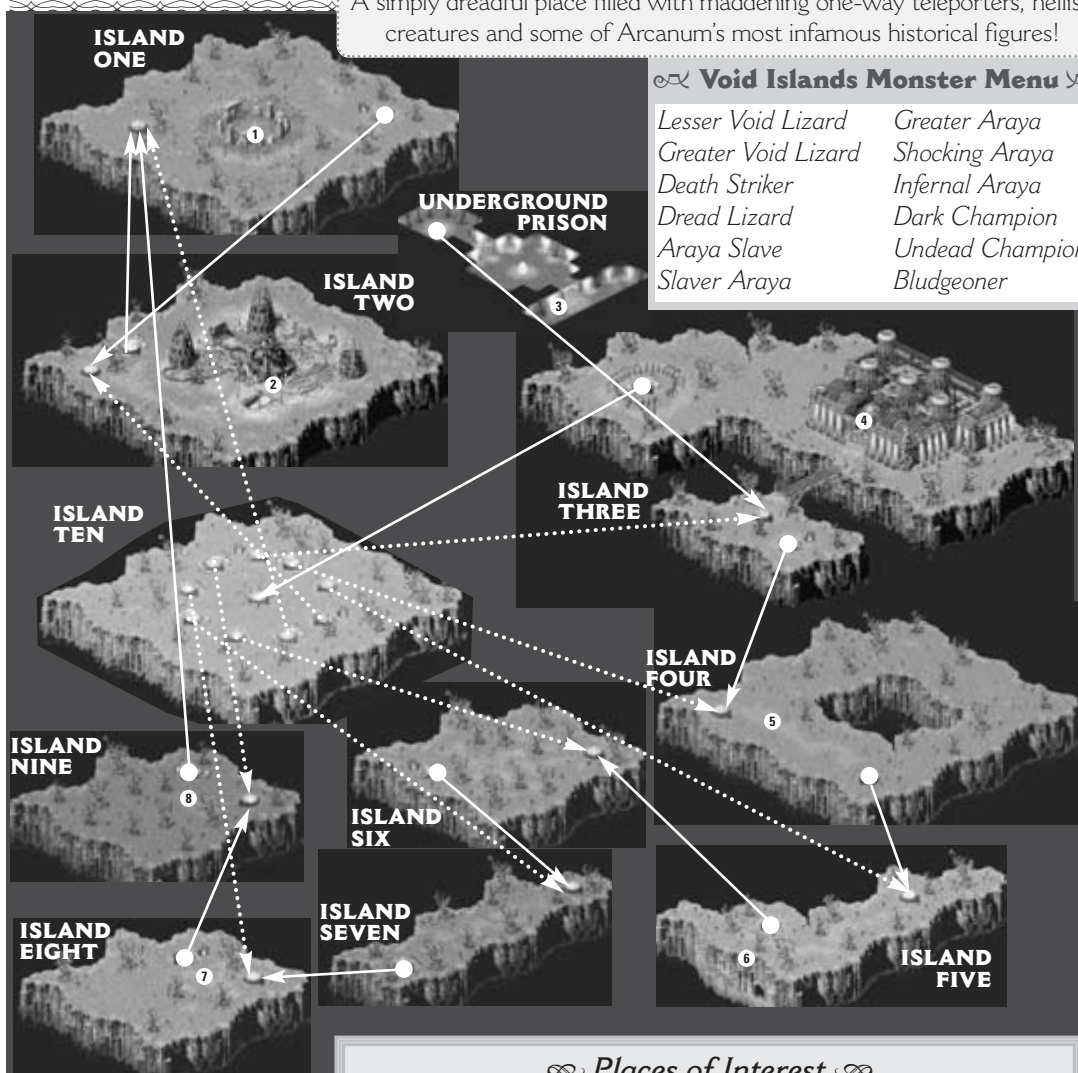 A simply dreadful place filled with maddening one-way teleporters,
creatures and some of Arcanum's most infamous historical figures!
ISLAND
ONE
1
Void Islands Monster Menu
Lesser Void Lizard Greater Araya
Greater Void Lizard Shocking Araya
Death Striker Infernal Araya
Dread Lizard Dark Champion
Araya Slave Undead Champion
Slaver Araya Bludgeoner
UNDERGROUND
PRISON
3
ISLAND
TWO
2
4
ISLAND
THREE
ISLAND
TEN
ISLAND
FOUR
5
ISLAND
NINE
8
ISLAND
SIX
ISLAND
EIGHT
7
ISLAND
SEVEN
6
ISLAND
FIVE
Places of Interest